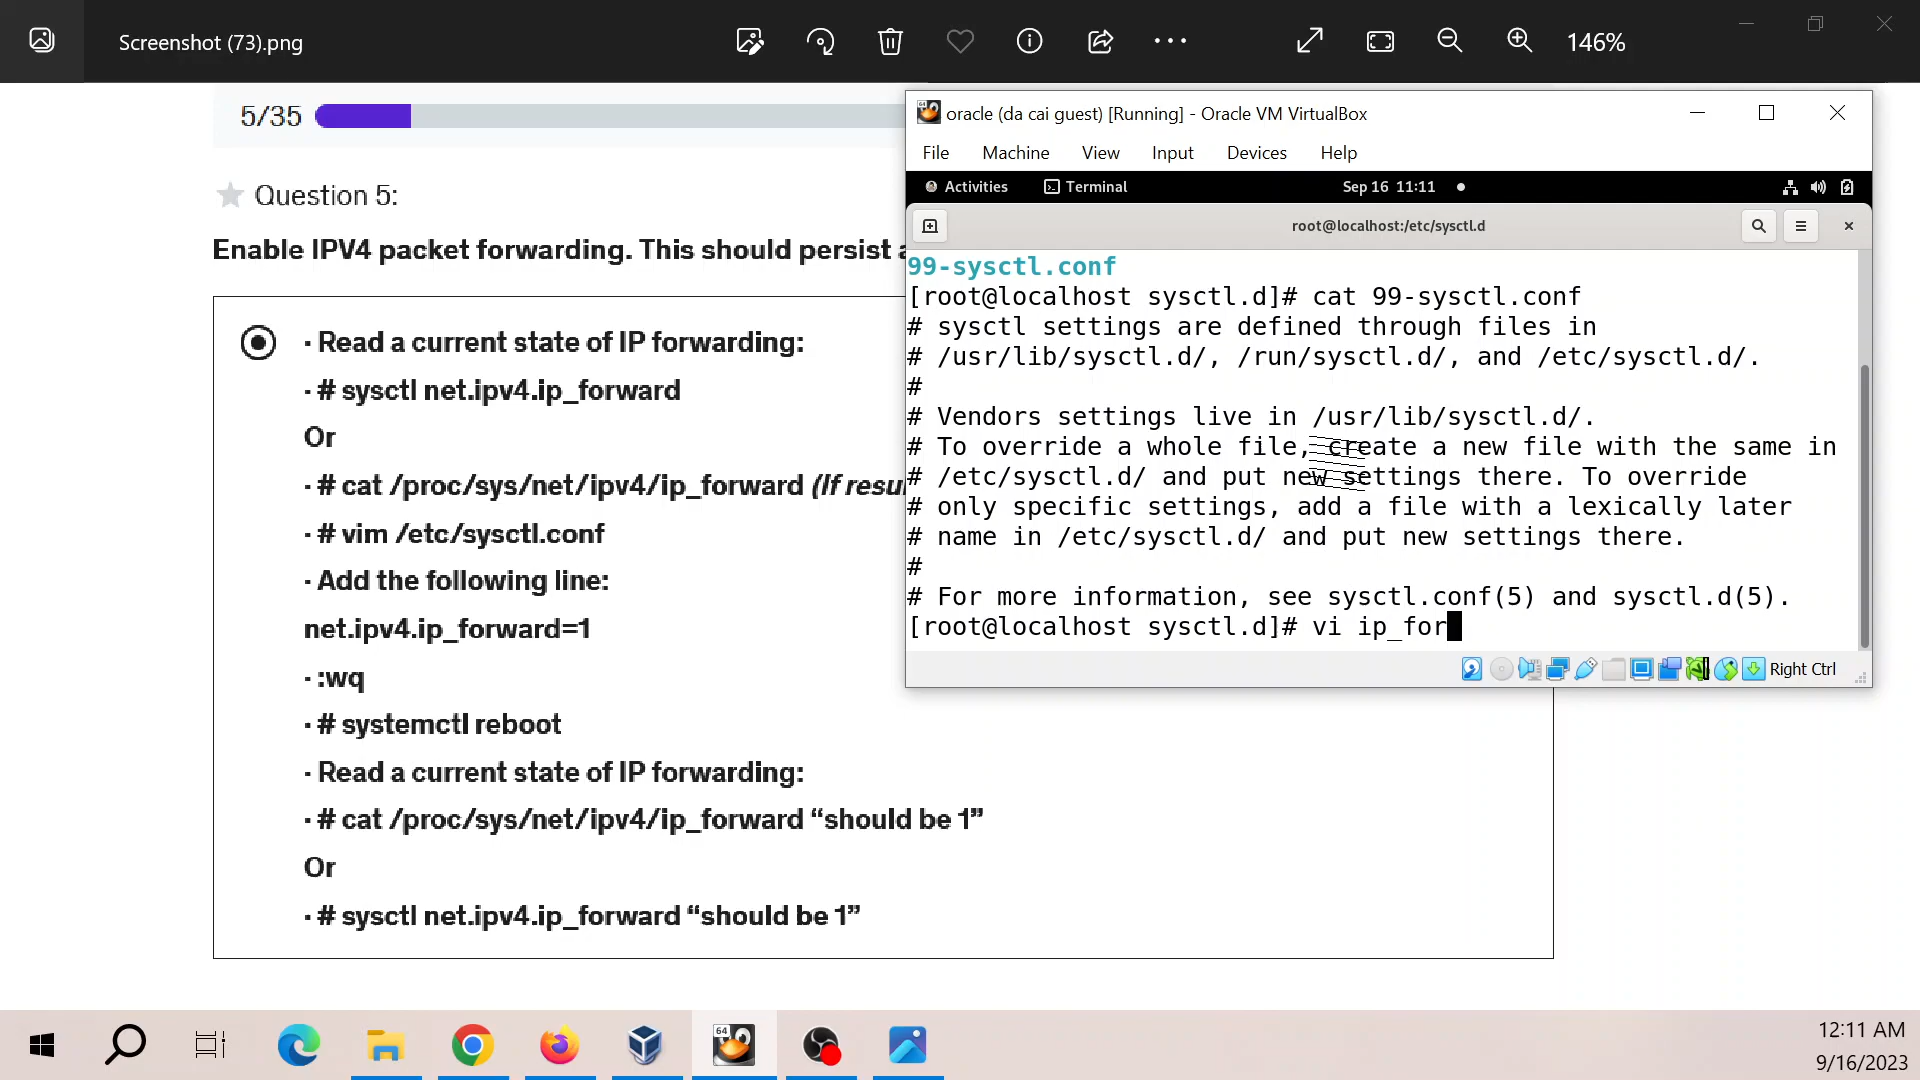 Screenshot (73).png
146%
5/35
Question 5:
Enable IPV4 packet forwarding. This should persist
· Read a current state of IP forwarding:
· # sysctl net.ipv4.ip_forward
Or
· # cat /proc/sys/net/ipv4/ip_forward (If resu
· # vim /etc/sysctl.conf
· Add the following line:
net.ipv4.ip_forward=1
· :wq
· # systemctl reboot
· Read a current state of IP forwarding:
· # cat /proc/sys/net/ipv4/ip_forward “should be 1”
Or
· # sysctl net.ipv4.ip_forward “should be 1”
oracle (da cai guest) [Running] - Oracle VM VirtualBox
File Machine View Input Devices Help
Activities Terminal Sep 16 11:11
root@localhost:/etc/sysctl.d
99-sysctl.conf
[root@localhost sysctl.d]# cat 99-sysctl.conf
# sysctl settings are defined through files in
# /usr/lib/sysctl.d/, /run/sysctl.d/, and /etc/sysctl.d/.
#
# Vendors settings live in /usr/lib/sysctl.d/.
# To override a whole file, create a new file with the same in
# /etc/sysctl.d/ and put new settings there. To override
# only specific settings, add a file with a lexically later
# name in /etc/sysctl.d/ and put new settings there.
#
# For more information, see sysctl.conf(5) and sysctl.d(5).
[root@localhost sysctl.d]# vi ip_for
Right Ctrl
64
12:11 AM
9/16/2023